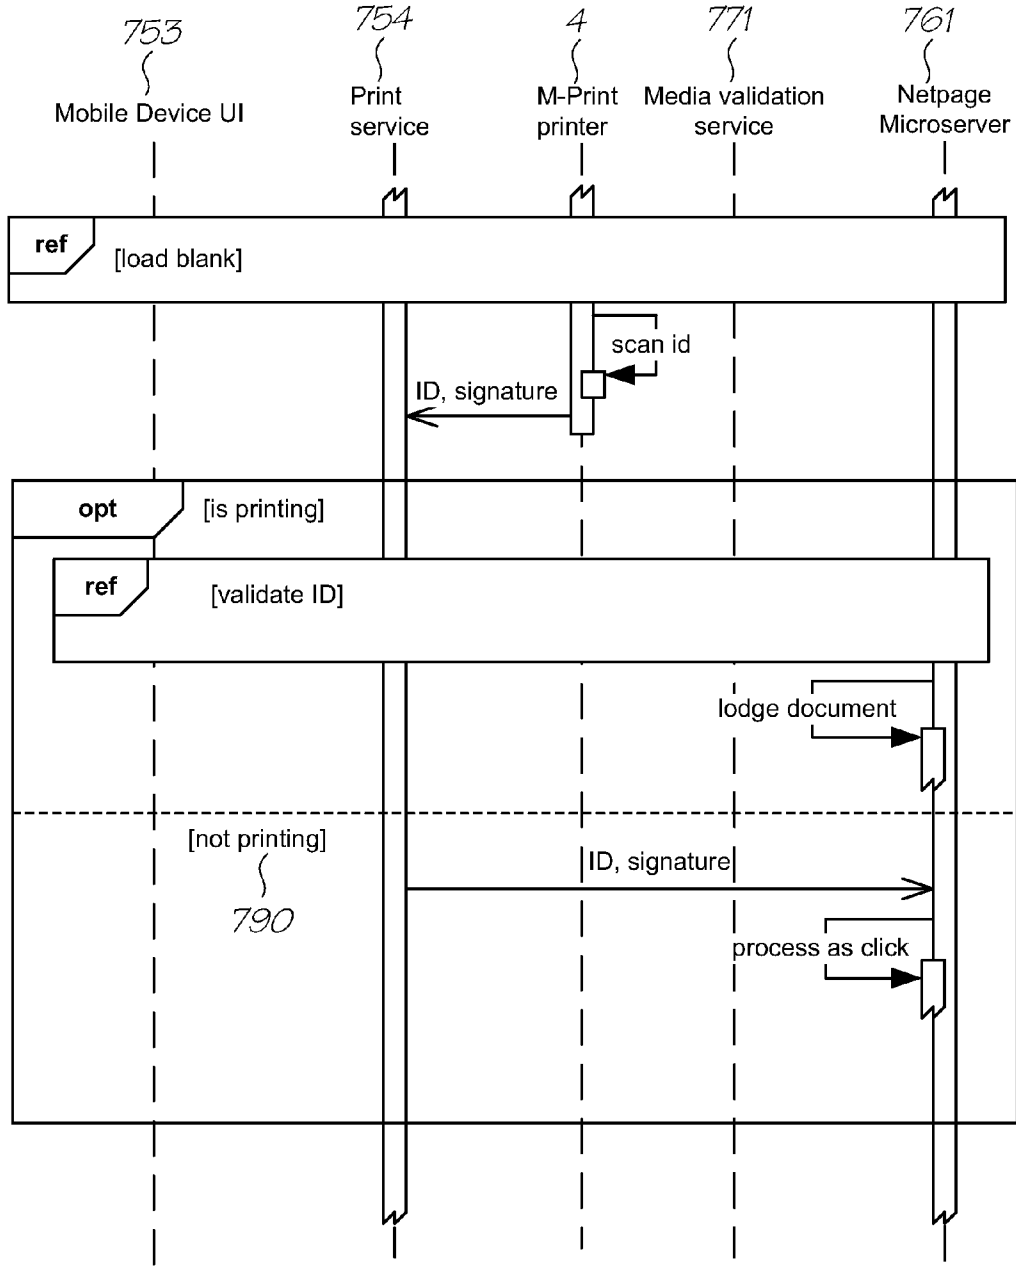 753
754
4
771
761
Mobile Device UI
Print
service
M-Print
printer
Media validation
service
Netpage
Microserver
ref
[load blank]
scan id
ID, signature
opt
[is printing]
ref
[validate ID]
lodge document
[not printing]
790
ID, signature
process as click